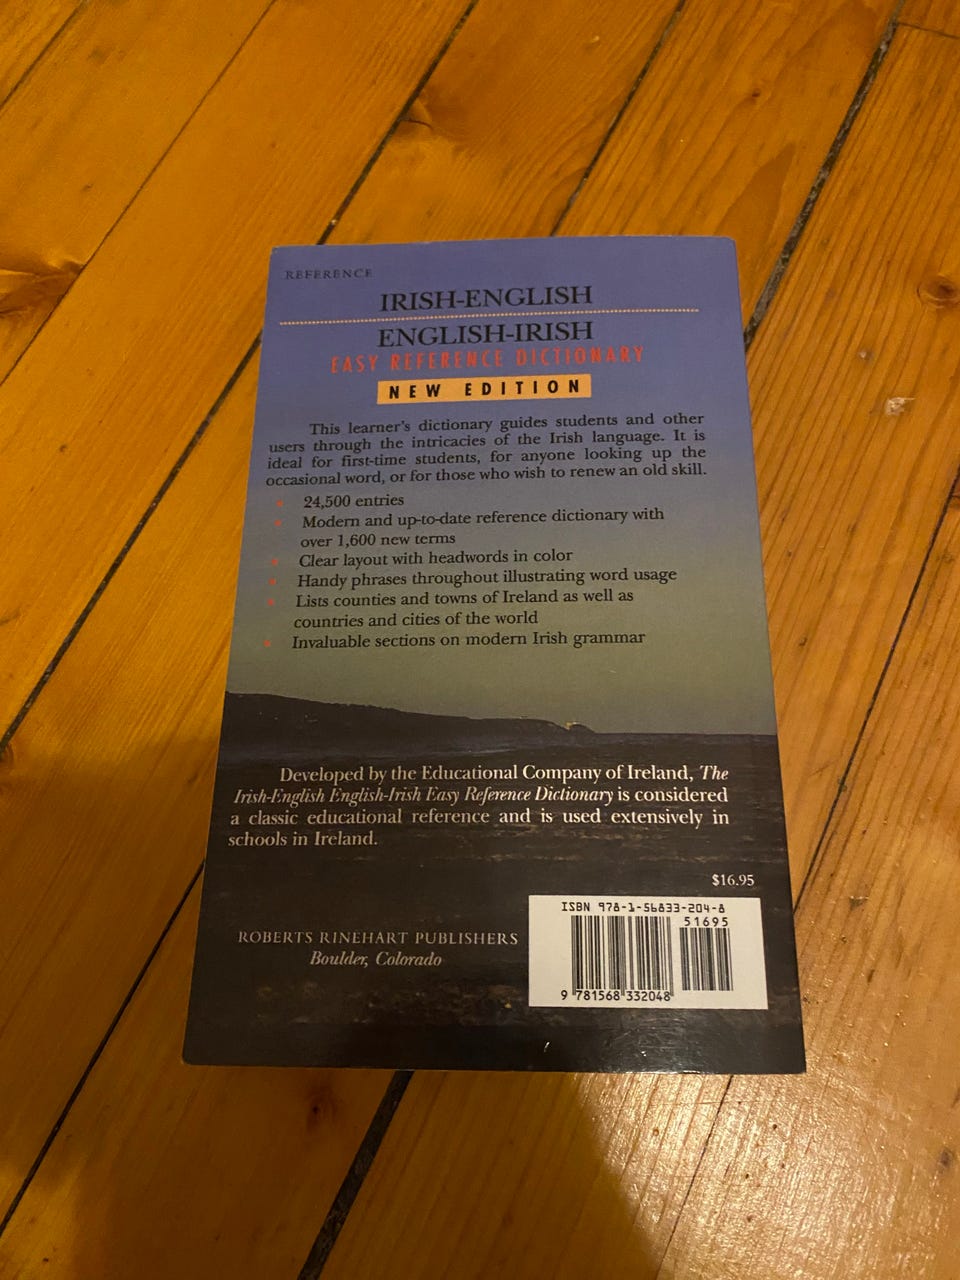 REFERENCE
IRISH-ENGLISH
ENGLISH-IRISH
EASY REFERENCE DICTIONARY
NEW EDITION
This learner's dictionary guides students and other
users through the intricacies of the Irish language. It is
ideal for first-time students, for anyone looking up the
occasional word, or for those who wish to renew an old skill.
24,500 entries
Modern and up-to-date reference dictionary with
over 1,600 new terms
Clear layout with headwords in color
Handy phrases throughout illustrating word usage
Lists counties and towns of Ireland as well as
countries and cities of the world
Invaluable sections on modern Irish grammar
Developed by the Educational Company of Ireland, The
Irish-English English-Irish Easy Reference Dictionary is considered
a classic educational reference and is used extensively in
schools in Ireland.
$16.95
ROBERTS RINEHART PUBLISHERS
Boulder, Colorado
ISBN 978-1-56833-204-8
51695
9 781568 332048